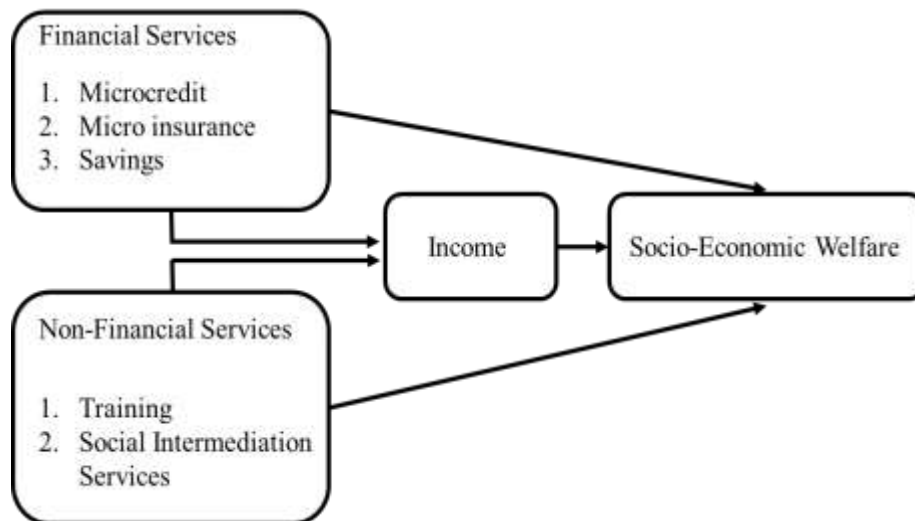 Financial Services
1. Microcredit
2. Micro insurance
3. Savings
Income
Socio-Economic Welfare
Non-Financial Services
1. Training
2. Social Intermediation
Services